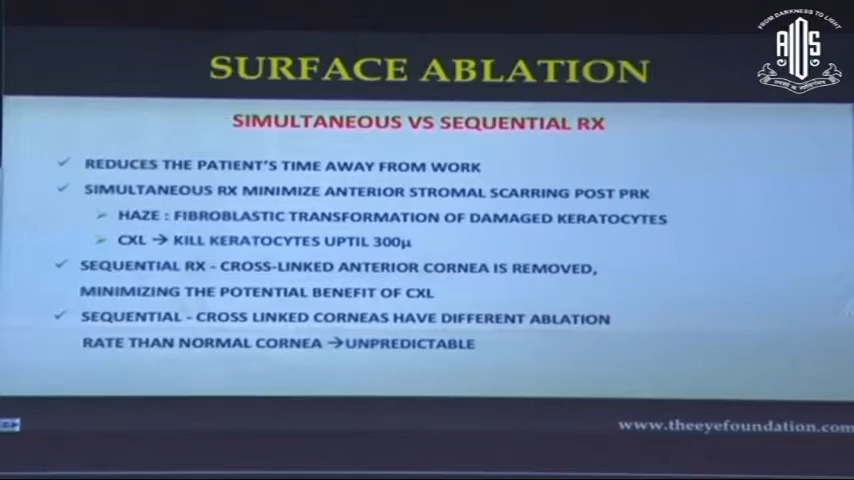 FROM DARKNESS TO LIGHT
AIOS
SURFACE ABLATION
SIMULTANEOUS VS SEQUENTIAL RX
REDUCES THE PATIENT'S TIME AWAY FROM WORK
SIMULTANEOUS RX MINIMIZE ANTERIOR STROMAL SCARRING POST PRK
HAZE : FIBROBLASTIC TRANSFORMATION OF DAMAGED KERATOCYTES
CXL → KILL KERATOCYTES UPTIL 300µ
SEQUENTIAL RX - CROSS-LINKED ANTERIOR CORNEA IS REMOVED,
MINIMIZING THE POTENTIAL BENEFIT OF CXL
SEQUENTIAL - CROSS LINKED CORNEAS HAVE DIFFERENT ABLATION
RATE THAN NORMAL CORNEA →UNPREDICTABLE
www.theeyefoundation.com